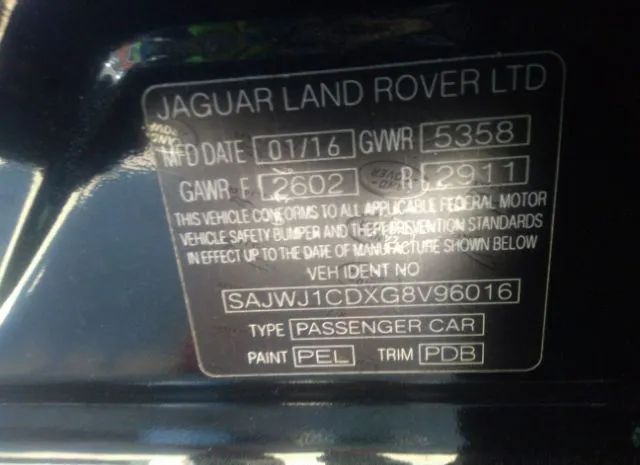 JAGUAR LAND ROVER LTD
MFD DATE 01/16 GVWR 5358
GAWR F 2602 R 2911
THIS VEHICLE CONFORMS TO ALL APPLICABLE FEDERAL MOTOR
VEHICLE SAFETY BUMPER AND THEFT PREVENTION STANDARDS
IN EFFECT UP TO THE DATE OF MANUFACTURE SHOWN BELOW
VEH IDENT NO
SAJWJ1CDXG8V96016
TYPE PASSENGER CAR
PAINT PEL TRIM PDB